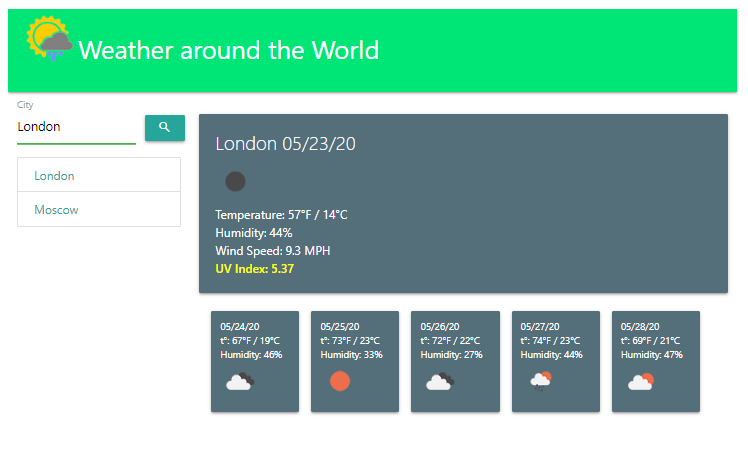 Weather around the World
City
London
London
Moscow
London 05/23/20
Temperature: 57°F / 14°C
Humidity: 44%
Wind Speed: 9.3 MPH
UV Index: 5.37
05/24/20
t°: 67°F / 19°C
Humidity: 46%
05/25/20
t°: 73°F / 23°C
Humidity: 33%
05/26/20
t°: 72°F / 22°C
Humidity: 27%
05/27/20
t°: 74°F / 23°C
Humidity: 44%
05/28/20
t°: 69°F / 21°C
Humidity: 47%